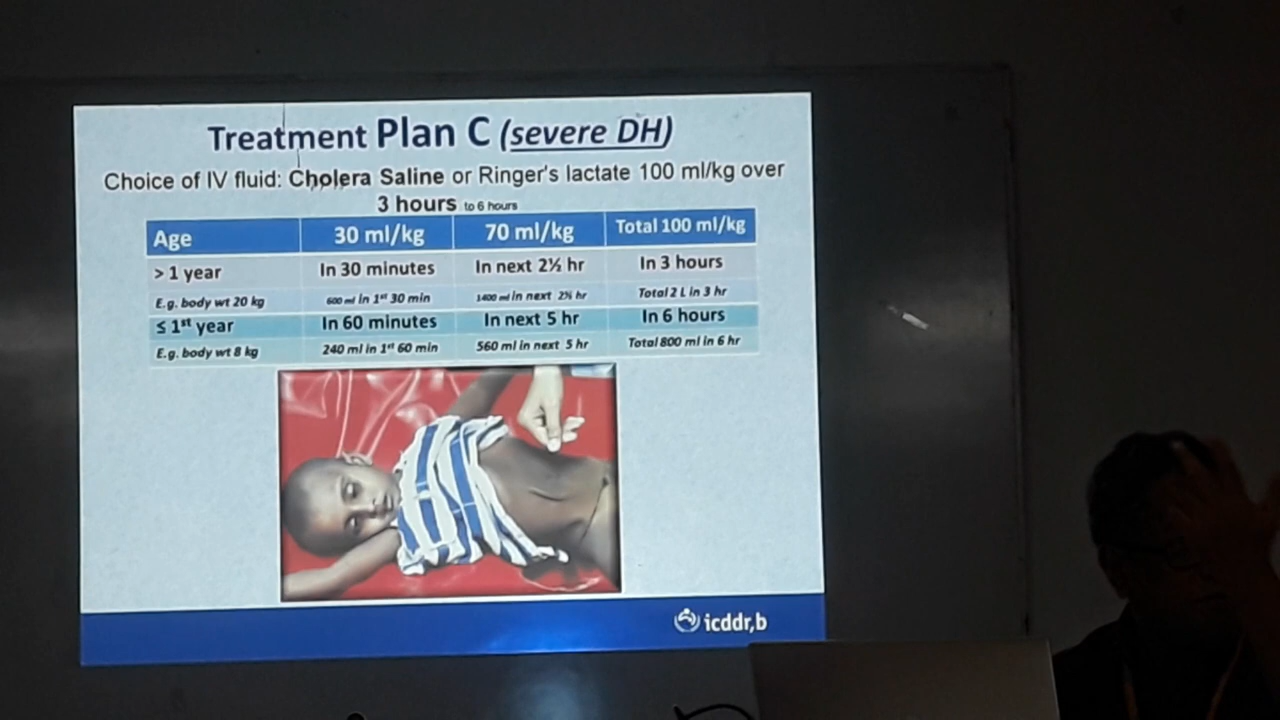 Treatment Plan C (severe DH)
Choice of IV fluid: Cholera Saline or Ringer's lactate 100 ml/kg over
3 hours to 6 hours
Age 30 ml/kg 70 ml/kg Total 100 ml/kg
> 1 year In 30 minutes In next 2½ hr In 3 hours
E.g. body wt 20 kg 600 ml in 1st 30 min 1400 ml in next 2½ hr Total 2 L in 3 hr
≤ 1st year In 60 minutes In next 5 hr In 6 hours
E.g. body wt 8 kg 240 ml in 1st 60 min 560 ml in next 5 hr Total 800 ml in 6 hr
icddr,b